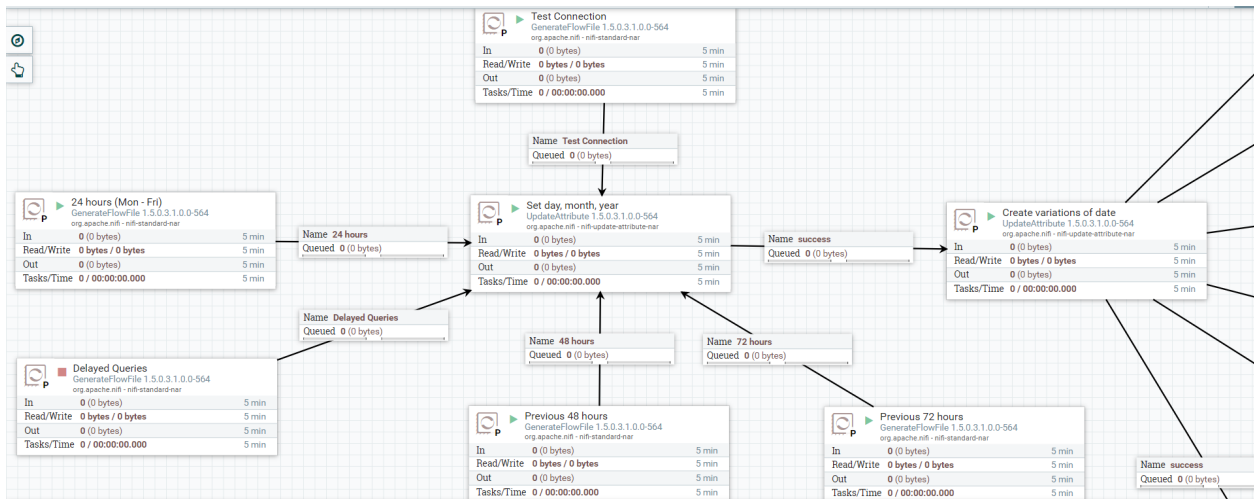 Test Connection
GenerateFlowFile 1.5.0.3.1.0.0-564
org.apache.nifi - nifi-standard-nar
P
In 0 (0 bytes) 5 min
Read/Write 0 bytes / 0 bytes 5 min
Out 0 (0 bytes) 5 min
Tasks/Time 0 / 00:00:00.000 5 min
Name Test Connection
Queued 0 (0 bytes)
24 hours (Mon - Fri)
GenerateFlowFile 1.5.0.3.1.0.0-564
org.apache.nifi - nifi-standard-nar
P
In 0 (0 bytes) 5 min
Read/Write 0 bytes / 0 bytes 5 min
Out 0 (0 bytes) 5 min
Tasks/Time 0 / 00:00:00.000 5 min
Name 24 hours
Queued 0 (0 bytes)
Set day, month, year
UpdateAttribute 1.5.0.3.1.0.0-564
org.apache.nifi - nifi-update-attribute-nar
P
In 0 (0 bytes) 5 min
Read/Write 0 bytes / 0 bytes 5 min
Out 0 (0 bytes) 5 min
Tasks/Time 0 / 00:00:00.000 5 min
Name success
Queued 0 (0 bytes)
Create variations of date
UpdateAttribute 1.5.0.3.1.0.0-564
org.apache.nifi - nifi-update-attribute-nar
P
In 0 (0 bytes) 5 min
Read/Write 0 bytes / 0 bytes 5 min
Out 0 (0 bytes) 5 min
Tasks/Time 0 / 00:00:00.000 5 min
Name Delayed Queries
Queued 0 (0 bytes)
Name 48 hours
Queued 0 (0 bytes)
Name 72 hours
Queued 0 (0 bytes)
Delayed Queries
GenerateFlowFile 1.5.0.3.1.0.0-564
org.apache.nifi - nifi-standard-nar
P
In 0 (0 bytes) 5 min
Read/Write 0 bytes / 0 bytes 5 min
Out 0 (0 bytes) 5 min
Tasks/Time 0 / 00:00:00.000 5 min
Previous 48 hours
GenerateFlowFile 1.5.0.3.1.0.0-564
org.apache.nifi - nifi-standard-nar
P
In 0 (0 bytes) 5 min
Read/Write 0 bytes / 0 bytes 5 min
Out 0 (0 bytes) 5 min
Tasks/Time 0 / 00:00:00.000 5 min
Previous 72 hours
GenerateFlowFile 1.5.0.3.1.0.0-564
org.apache.nifi - nifi-standard-nar
P
In 0 (0 bytes) 5 min
Read/Write 0 bytes / 0 bytes 5 min
Out 0 (0 bytes) 5 min
Tasks/Time 0 / 00:00:00.000 5 min
Name success
Queued 0 (0 bytes)